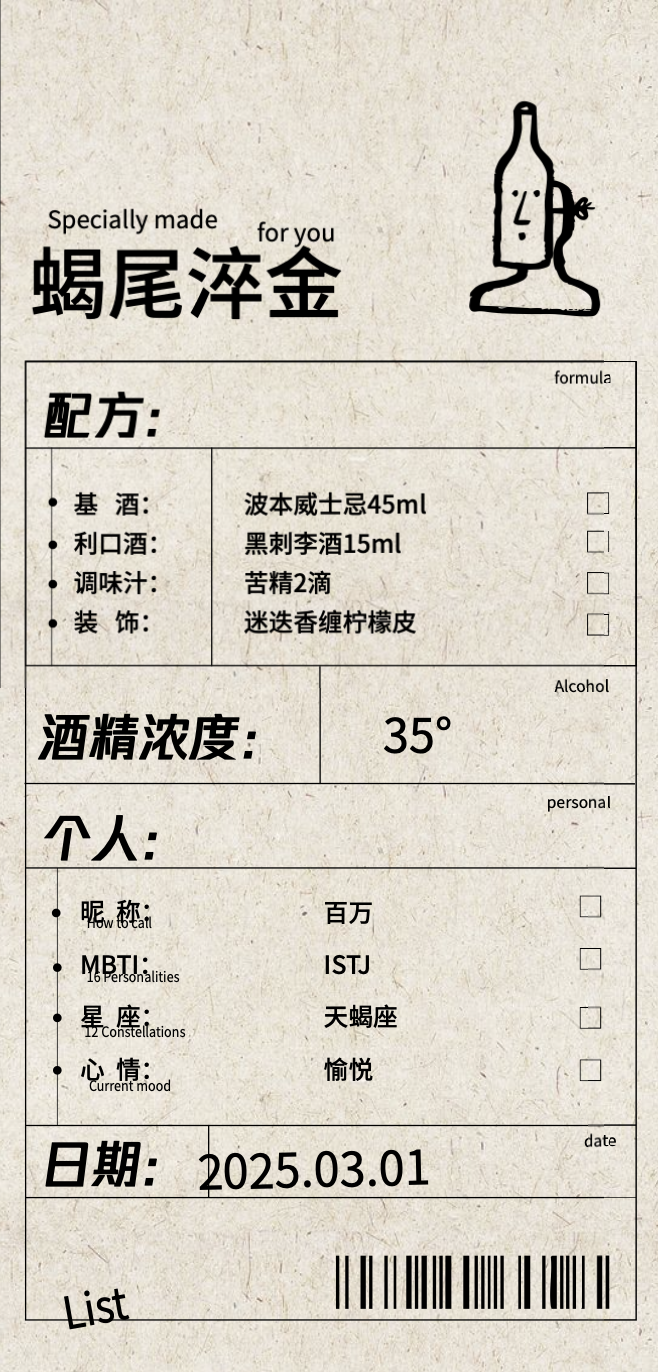 Specially made for you
蝎尾淬金
formula
配方:
基 酒: 波本威士忌45ml
利口酒: 黑刺李酒15ml
调味汁: 苦精2滴
装 饰: 迷迭香缠柠檬皮
Alcohol
酒精浓度: 35°
personal
个人:
昵 称: 百万
How to call
MBTI: ISTJ
16 Personalities
星 座: 天蝎座
12 Constellations
心 情: 愉悦
Current mood
date
日期: 2025.03.01
List